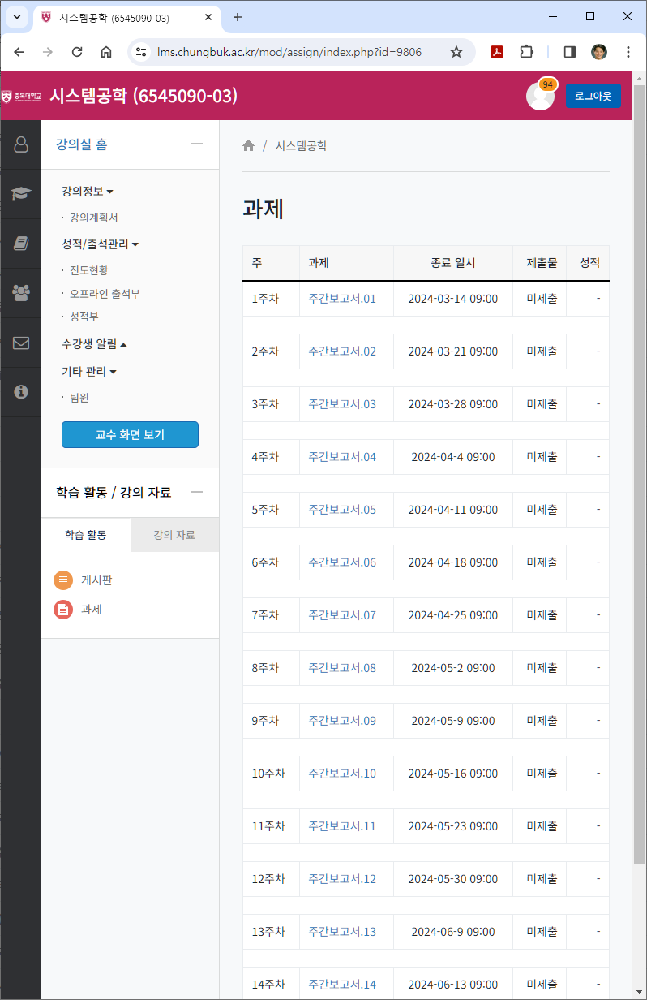 시스템공학 (6545090-03)
lms.chungbuk.ac.kr/mod/assign/index.php?id=9806
충북대학교
시스템공학 (6545090-03)
94
로그아웃
강의실 홈
강의정보
강의계획서
성적/출석관리
진도현황
오프라인 출석부
성적부
수강생 알림
기타 관리
팀원
교수 화면 보기
학습 활동 / 강의 자료
학습 활동 강의 자료
게시판
과제
/ 시스템공학
과제
주 과제 종료 일시 제출물 성적
1주차 주간보고서.01 2024-03-14 09:00 미제출 -
2주차 주간보고서.02 2024-03-21 09:00 미제출 -
3주차 주간보고서.03 2024-03-28 09:00 미제출 -
4주차 주간보고서.04 2024-04-4 09:00 미제출 -
5주차 주간보고서.05 2024-04-11 09:00 미제출 -
6주차 주간보고서.06 2024-04-18 09:00 미제출 -
7주차 주간보고서.07 2024-04-25 09:00 미제출 -
8주차 주간보고서.08 2024-05-2 09:00 미제출 -
9주차 주간보고서.09 2024-05-9 09:00 미제출 -
10주차 주간보고서.10 2024-05-16 09:00 미제출 -
11주차 주간보고서.11 2024-05-23 09:00 미제출 -
12주차 주간보고서.12 2024-05-30 09:00 미제출 -
13주차 주간보고서.13 2024-06-9 09:00 미제출 -
14주차 주간보고서.14 2024-06-13 09:00 미제출 -